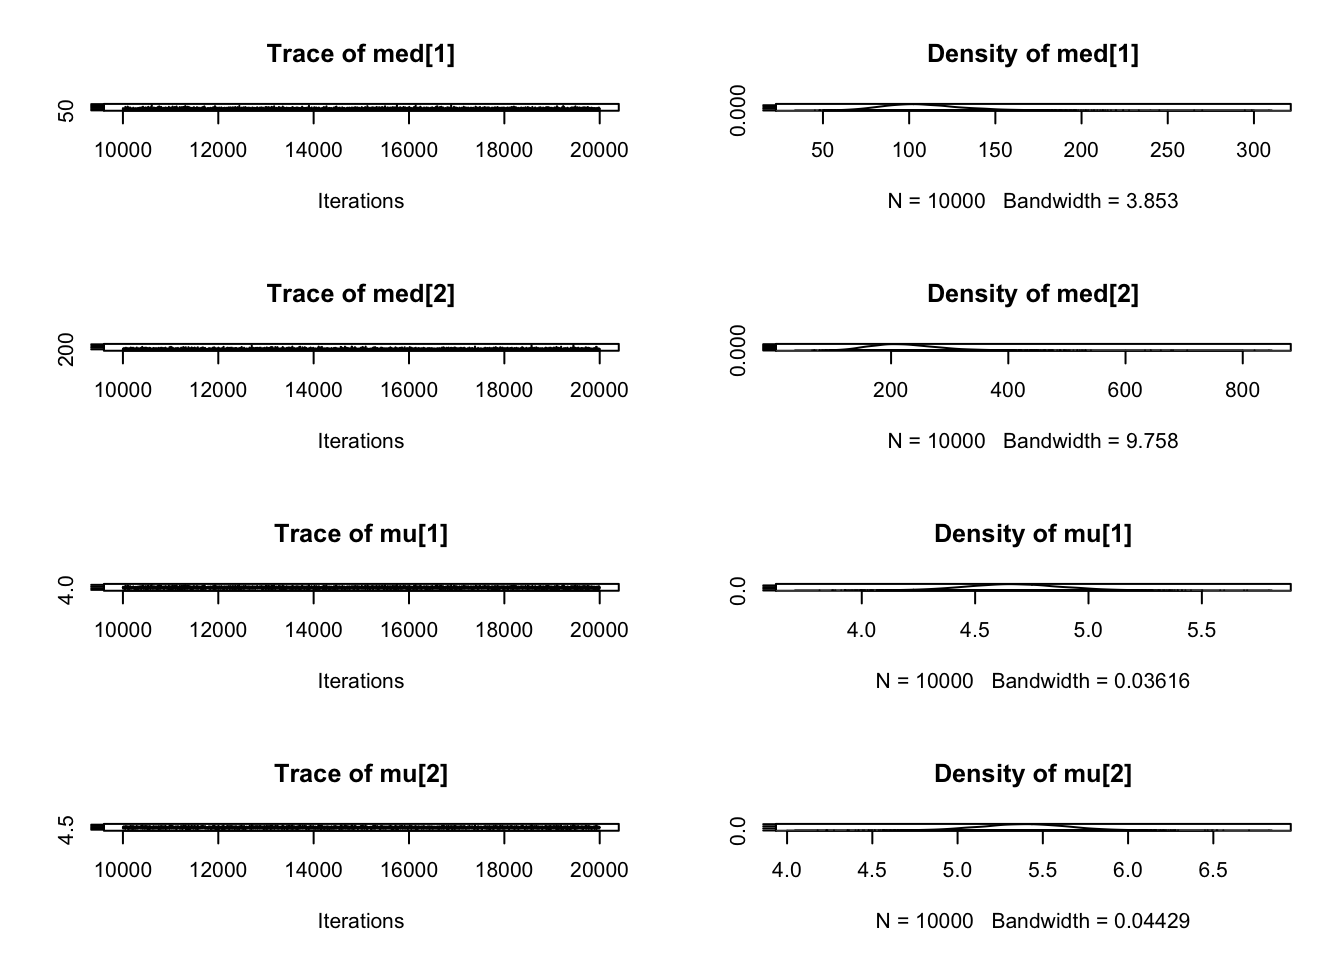 Trace of med[1]
50
10000 12000 14000 16000 18000 20000
Iterations
Density of med[1]
0.000
50 100 150 200 250 300
N = 10000 Bandwidth = 3.853
Trace of med[2]
200
10000 12000 14000 16000 18000 20000
Iterations
Density of med[2]
0.000
200 400 600 800
N = 10000 Bandwidth = 9.758
Trace of mu[1]
4.0
10000 12000 14000 16000 18000 20000
Iterations
Density of mu[1]
0.0
4.0 4.5 5.0 5.5
N = 10000 Bandwidth = 0.03616
Trace of mu[2]
4.5
10000 12000 14000 16000 18000 20000
Iterations
Density of mu[2]
0.0
4.0 4.5 5.0 5.5 6.0 6.5
N = 10000 Bandwidth = 0.04429